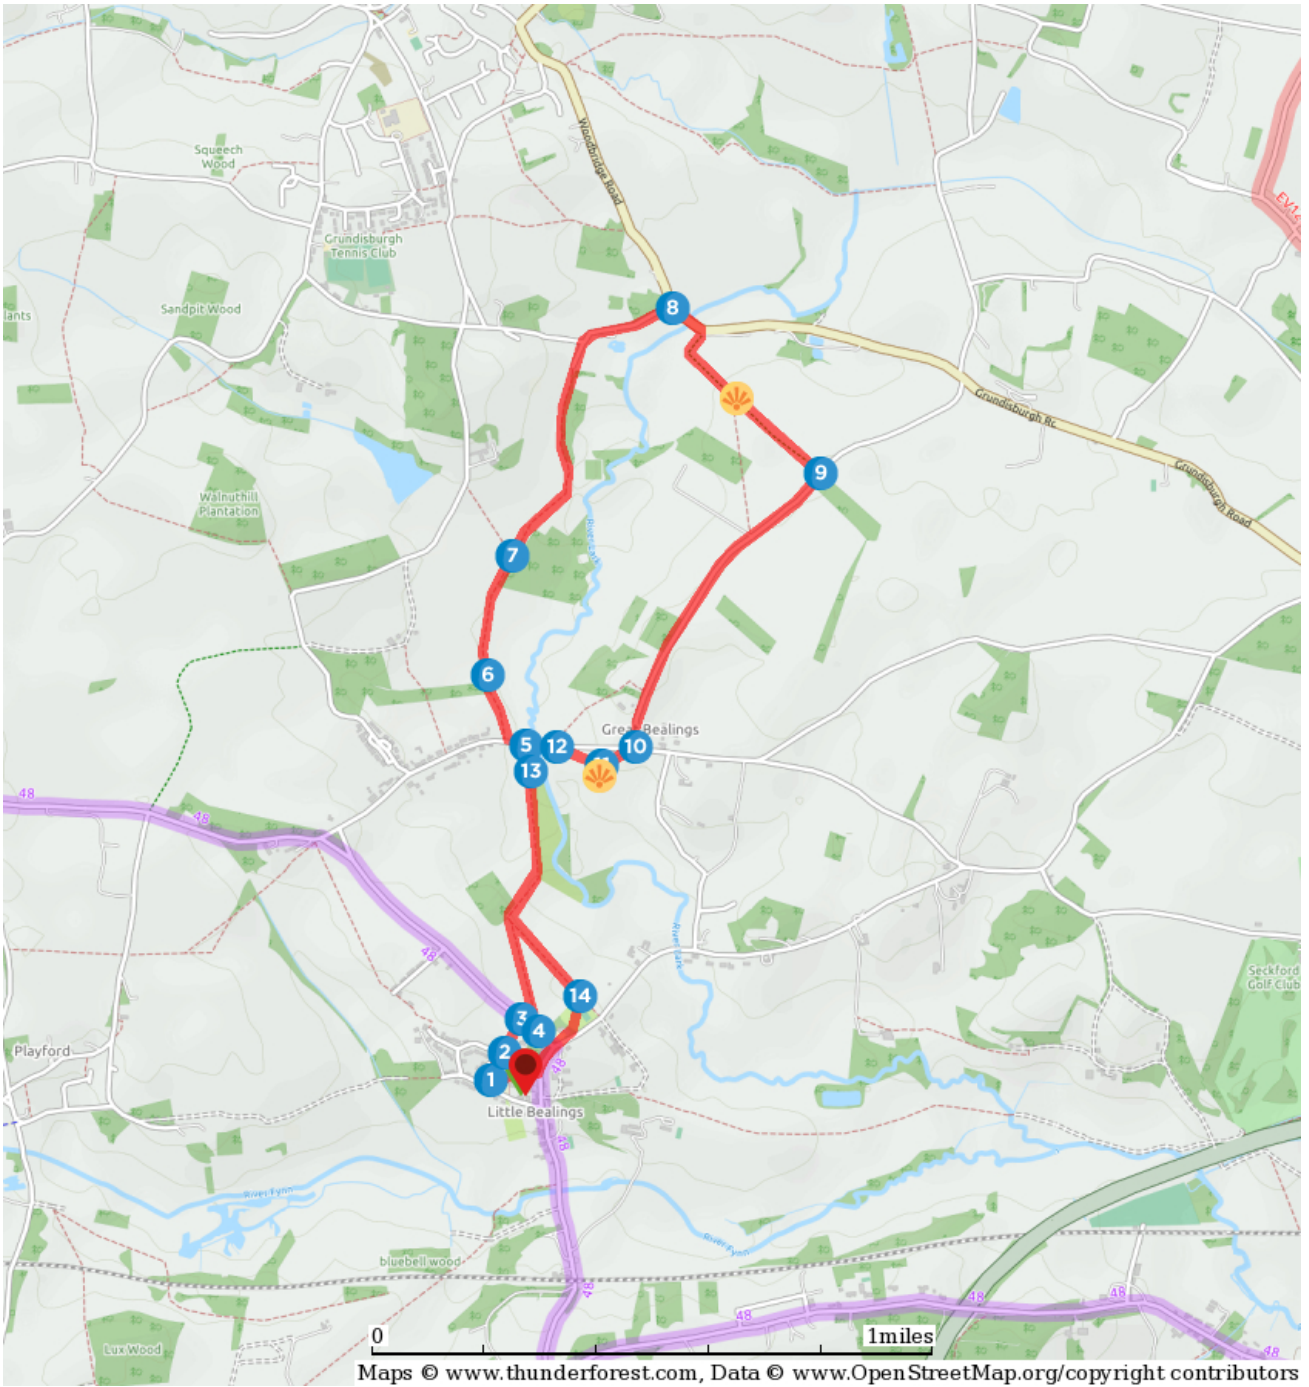 Woodbridge Road
Squeech
Wood
EV1
Grundisburgh
Tennis Club
lants
Sandpit Wood
8
Grundisburgh Rc
9
Grundisburgh Road
Walnuthill
Plantation
River Lark
7
6
Great Bealings
5
12
10
13
48
48
48
River Lark
Seckford
Golf Club
14
3
4
Playford
2
48
1
Little Bealings
48
River Fynn
River Fynn
bluebell wood
48
48
48
48
48
Lux Wood
0
1miles
Maps © www.thunderforest.com, Data © www.OpenStreetMap.org/copyright contributors